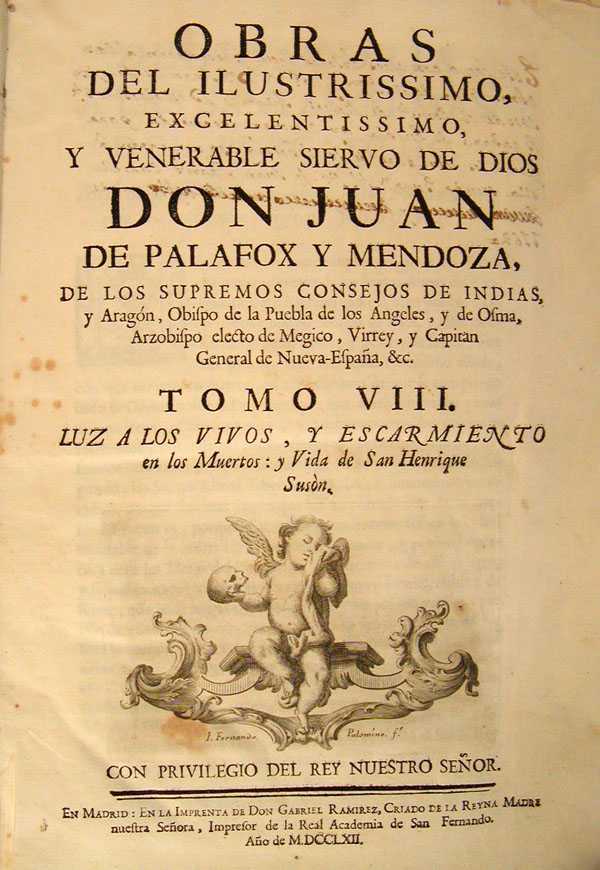 OBRAS
DEL ILUSTRISSIMO,
EXCELENTISSIMO,
Y VENERABLE SIERVO DE DIOS
DON JUAN
DE PALAFOX Y MENDOZA,
DE LOS SUPREMOS CONSEJOS DE INDIAS,
y Aragón, Obiſpo de la Puebla de los Angeles, y de Oſma,
Arzobiſpo electo de Megico, Virrey, y Capitan
General de Nueva-Eſpaña, &c.
TOMO VIII.
LUZ A LOS VIVOS, Y ESCARMIENTO
en los Muertos: y Vida de San Henrique
Susòn.
I. Fernando. Palomino. f.ᵗ
CON PRIVILEGIO DEL REY NUESTRO SEÑOR.
EN MADRID: EN LA IMPRENTA DE DON GABRIEL RAMIREZ, CRIADO DE LA REYNA MADRE
nueſtra Señora, Impreſor de la Real Academia de San Fernando.
Año de M.DCCLXII.